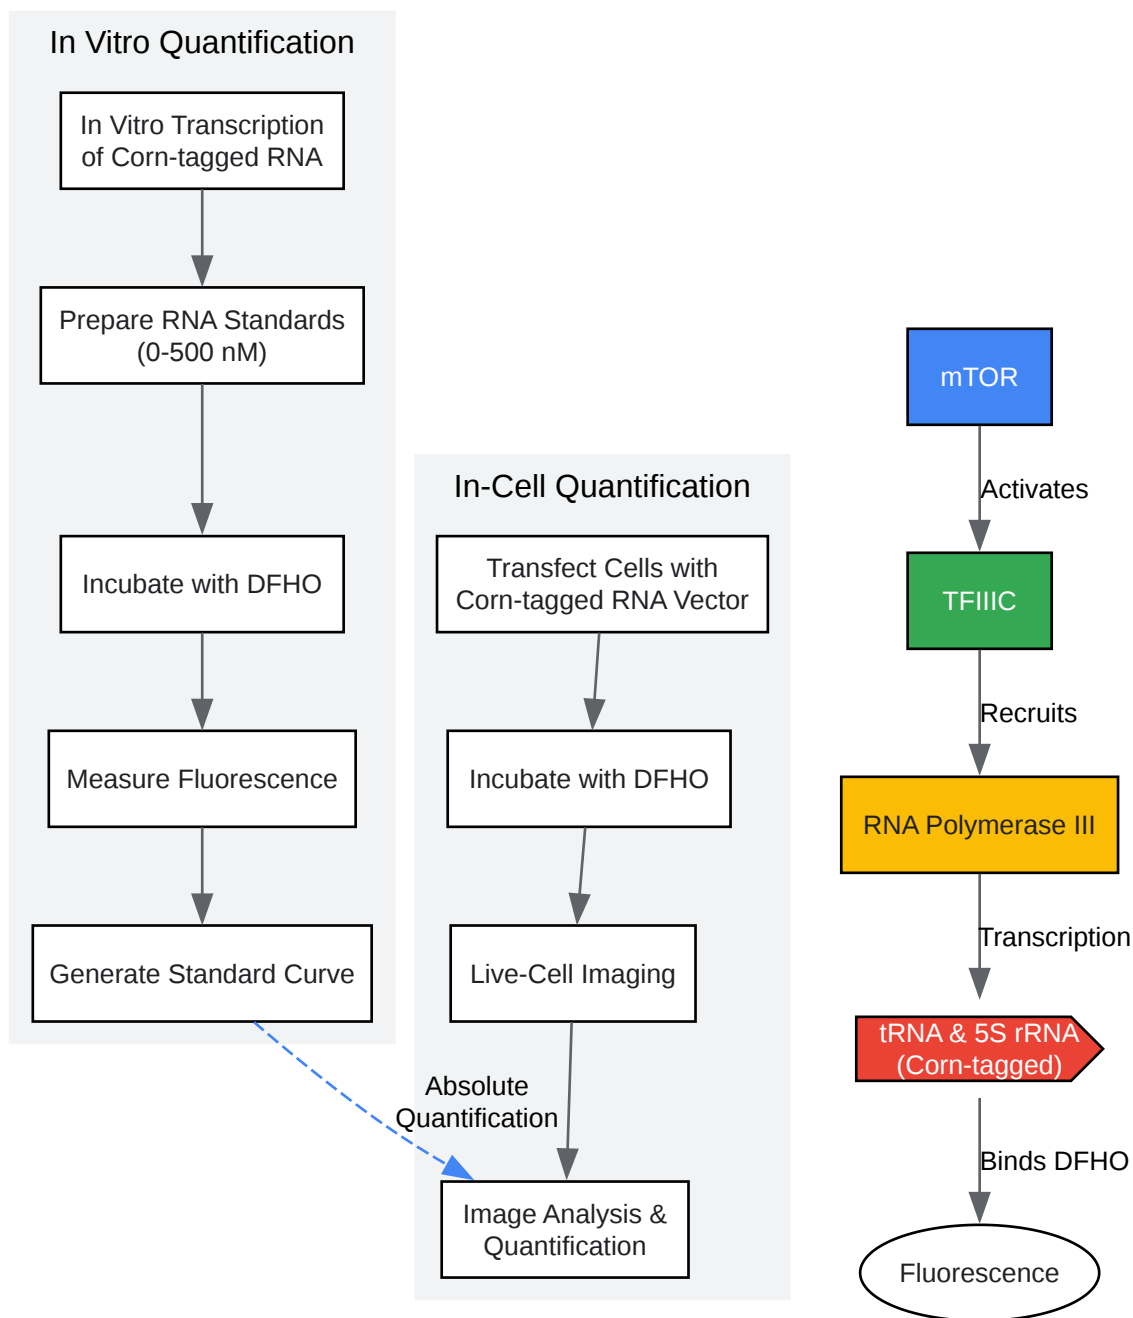 In Vitro Quantification
In Vitro Transcription
of Corn-tagged RNA
Prepare RNA Standards
(0-500 nM)
Incubate with DFHO
Measure Fluorescence
Generate Standard Curve
Absolute
Quantification
In-Cell Quantification
Transfect Cells with
Corn-tagged RNA Vector
Incubate with DFHO
Live-Cell Imaging
Image Analysis &
Quantification
mTOR
Activates
TFIIIC
Recruits
RNA Polymerase III
Transcription
tRNA & 5S rRNA
(Corn-tagged)
Binds DFHO
Fluorescence